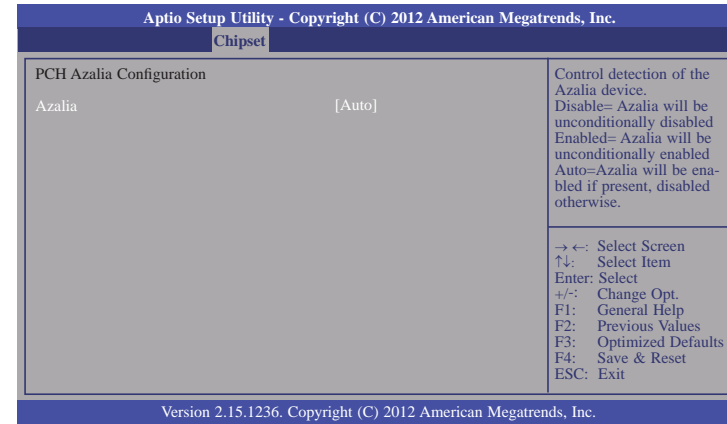 Aptio Setup Utility - Copyright (C) 2012 American Megatrends, Inc.
Chipset
PCH Azalia Configuration
Azalia [Auto]
Control detection of the
Azalia device.
Disable= Azalia will be
unconditionally disabled
Enabled= Azalia will be
unconditionally enabled
Auto=Azalia will be ena-
bled if present, disabled
otherwise.
→ ←: Select Screen
↑↓: Select Item
Enter: Select
+/-: Change Opt.
F1: General Help
F2: Previous Values
F3: Optimized Defaults
F4: Save & Reset
ESC: Exit
Version 2.15.1236. Copyright (C) 2012 American Megatrends, Inc.